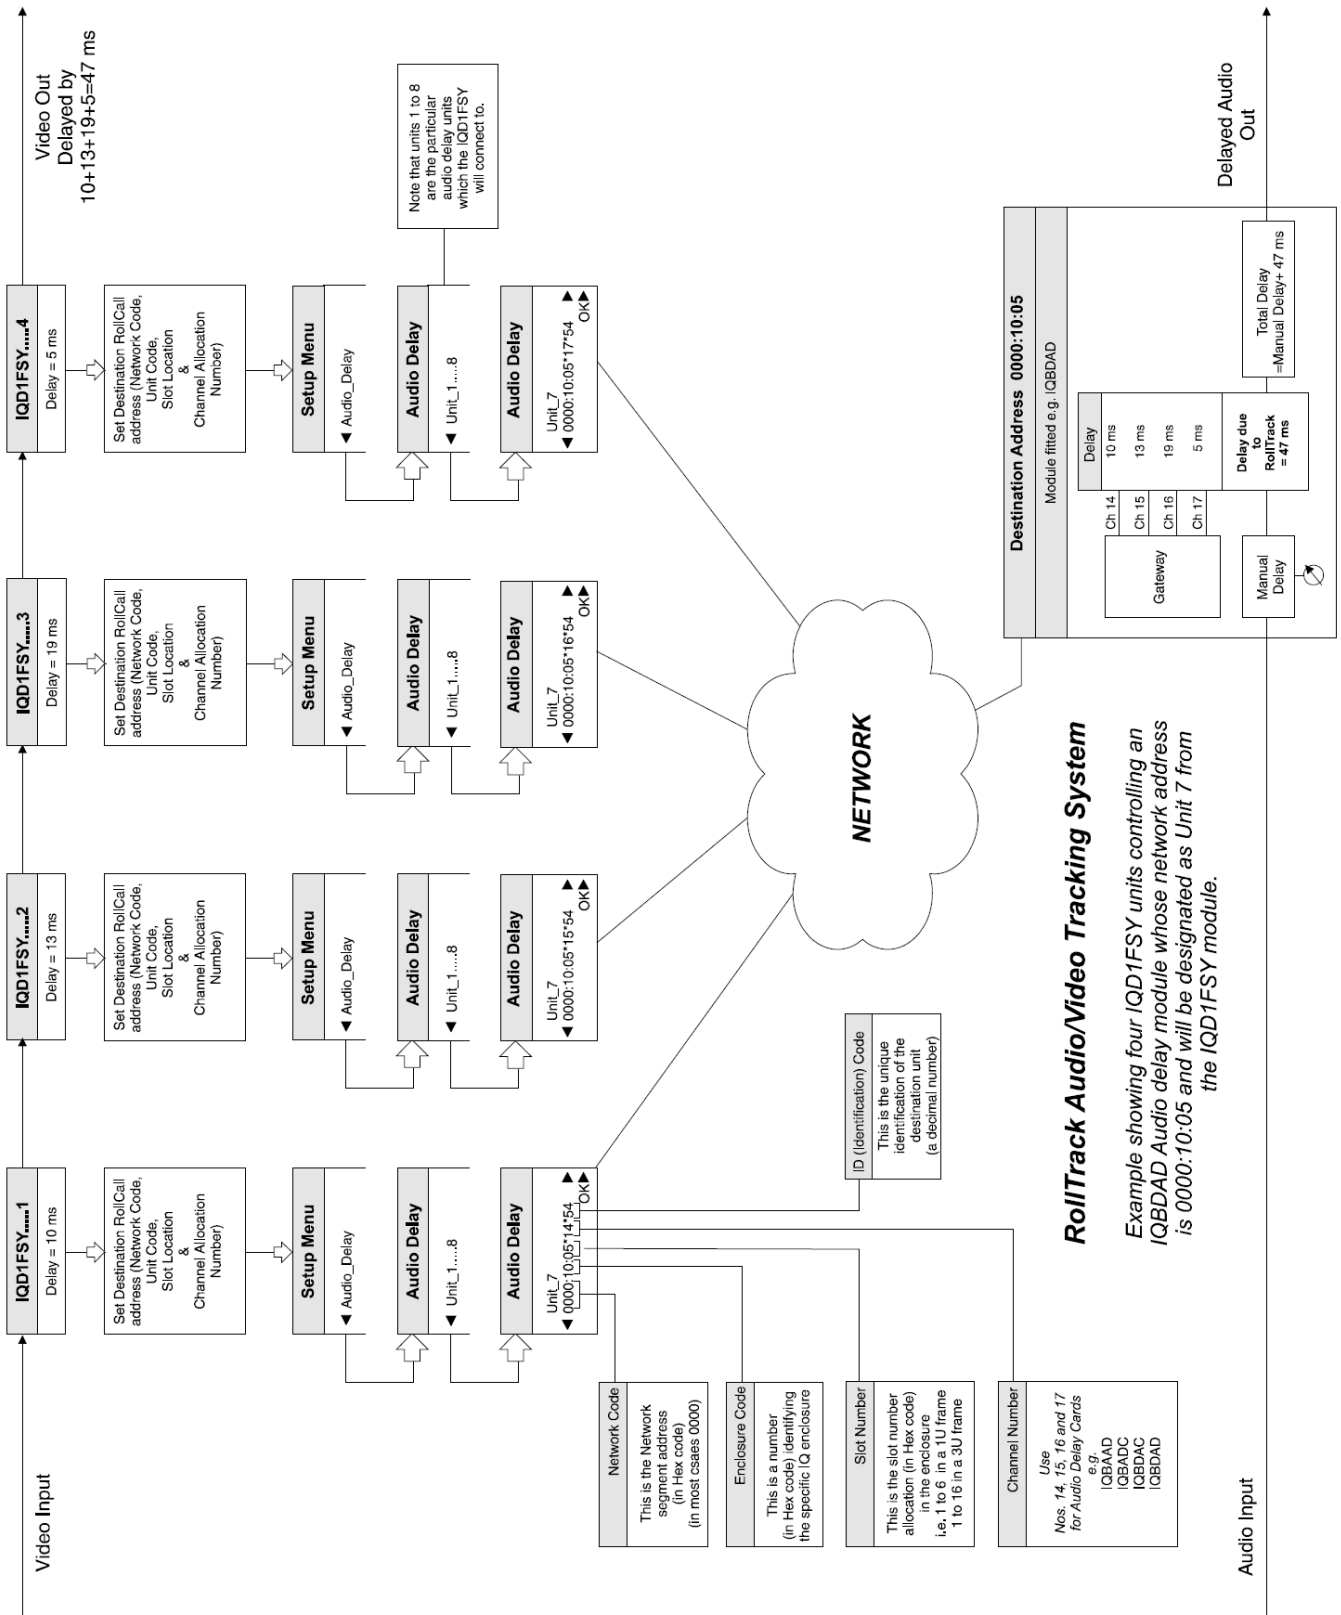 Video Input
Video Out
Delayed by
10+13+19+5=47 ms
IQD1FSY.....1
Delay = 10 ms
Set Destination RollCall
address (Network Code,
Unit Code,
Slot Location
&
Channel Allocation
Number)
Setup Menu
◀ Audio_Delay
Audio Delay
◀ Unit_1.....8
Audio Delay
Unit_7
◀ 0000:10:05*14*54 ▶
OK▶
IQD1FSY.....2
Delay = 13 ms
Set Destination RollCall
address (Network Code,
Unit Code,
Slot Location
&
Channel Allocation
Number)
Setup Menu
◀ Audio_Delay
Audio Delay
◀ Unit_1.....8
Audio Delay
Unit_7
◀ 0000:10:05*15*54 ▶
OK▶
IQD1FSY.....3
Delay = 19 ms
Set Destination RollCall
address (Network Code,
Unit Code,
Slot Location
&
Channel Allocation
Number)
Setup Menu
◀ Audio_Delay
Audio Delay
◀ Unit_1.....8
Audio Delay
Unit_7
◀ 0000:10:05*16*54 ▶
OK▶
IQD1FSY.....4
Delay = 5 ms
Set Destination RollCall
address (Network Code,
Unit Code,
Slot Location
&
Channel Allocation
Number)
Setup Menu
◀ Audio_Delay
Audio Delay
◀ Unit_1.....8
Audio Delay
Unit_7
◀ 0000:10:05*17*54 ▶
OK▶
Note that units 1 to 8
are the particular
audio delay units
which the IQD1FSY
will connect to.
Network Code
This is the Network
segment address
(in Hex code)
(in most csaes 0000)
Enclosure Code
This is a number
(in Hex code) identifying
the specific IQ enclosure
Slot Number
This is the slot number
allocation (in Hex code)
in the enclosure
i.e. 1 to 6 in a 1U frame
1 to 16 in a 3U frame
Channel Number
Use
Nos. 14, 15, 16 and 17
for Audio Delay Cards
e.g.
IQBAAD
IQBADC
IQBDAC
IQBDAD
ID (Identification) Code
This is the unique
identification of the
destination unit
(a decimal number)
NETWORK
RollTrack Audio/Video Tracking System
Example showing four IQD1FSY units controlling an
IQBDAD Audio delay module whose network address
is 0000:10:05 and will be designated as Unit 7 from
the IQD1FSY module.
Destination Address 0000:10:05
Module fitted e.g. IQBDAD
Gateway
Delay
Ch 14
10 ms
Ch 15
13 ms
Ch 16
19 ms
Ch 17
5 ms
Manual
Delay
Delay due
to
RollTrack
= 47 ms
Total Delay
=Manual Delay+ 47 ms
Audio Input
Delayed Audio
Out